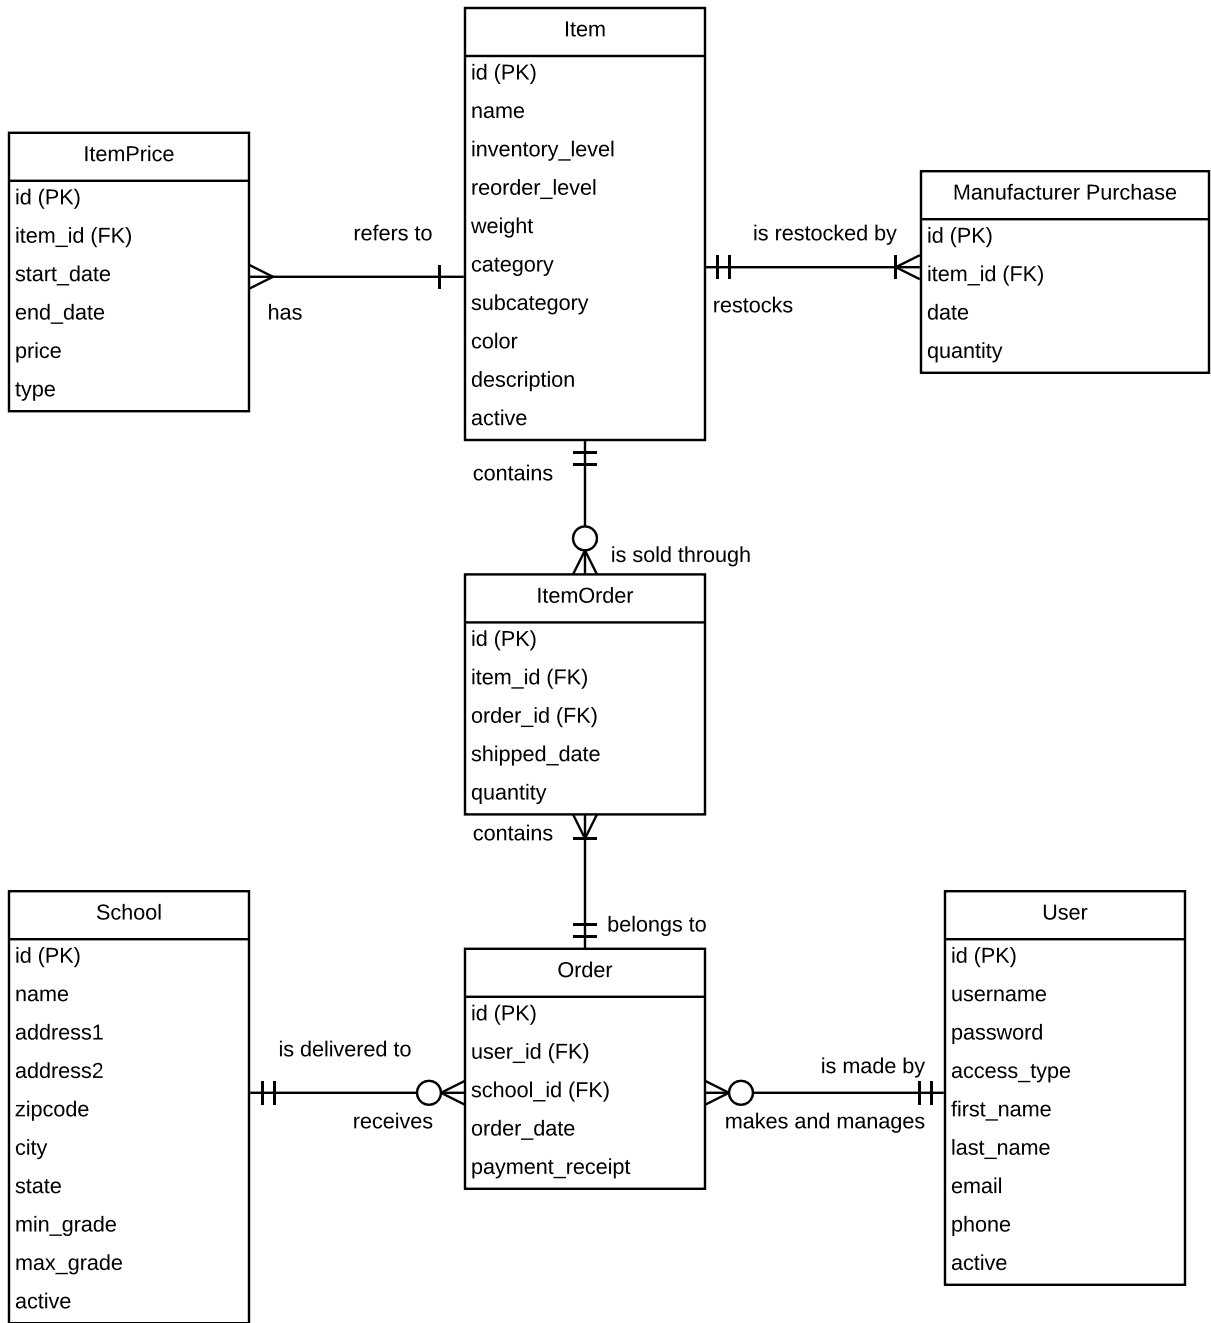 Item
id (PK)
name
inventory_level
reorder_level
weight
category
subcategory
color
description
active
ItemPrice
id (PK)
item_id (FK)
start_date
end_date
price
type
refers to
has
Manufacturer Purchase
id (PK)
item_id (FK)
date
quantity
is restocked by
restocks
contains
is sold through
ItemOrder
id (PK)
item_id (FK)
order_id (FK)
shipped_date
quantity
contains
belongs to
School
id (PK)
name
address1
address2
zipcode
city
state
min_grade
max_grade
active
is delivered to
receives
Order
id (PK)
user_id (FK)
school_id (FK)
order_date
payment_receipt
is made by
makes and manages
User
id (PK)
username
password
access_type
first_name
last_name
email
phone
active